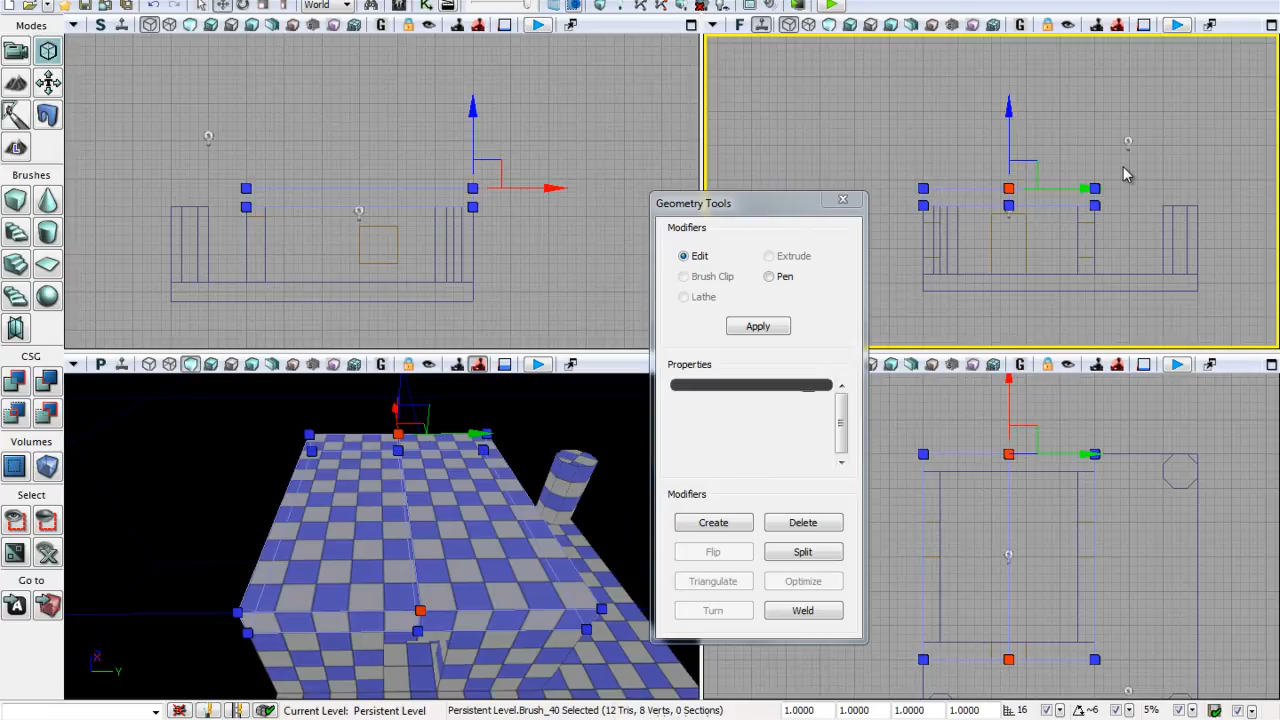 World
G
S
G
F
G
Modes
Brushes
CSG
Volumes
Select
Go to
P
G
G
Geometry Tools
Modifiers
Edit
Extrude
Brush Clip
Pen
Lathe
Apply
Properties
Modifiers
Create
Delete
Flip
Split
Triangulate
Optimize
Turn
Weld
X
Y
Current Level: Persistent Level
Persistent Level.Brush_40 Selected (12 Tris, 8 Verts, 0 Sections)
1.0000
1.0000
1.0000
1.0000
16
~6
5%